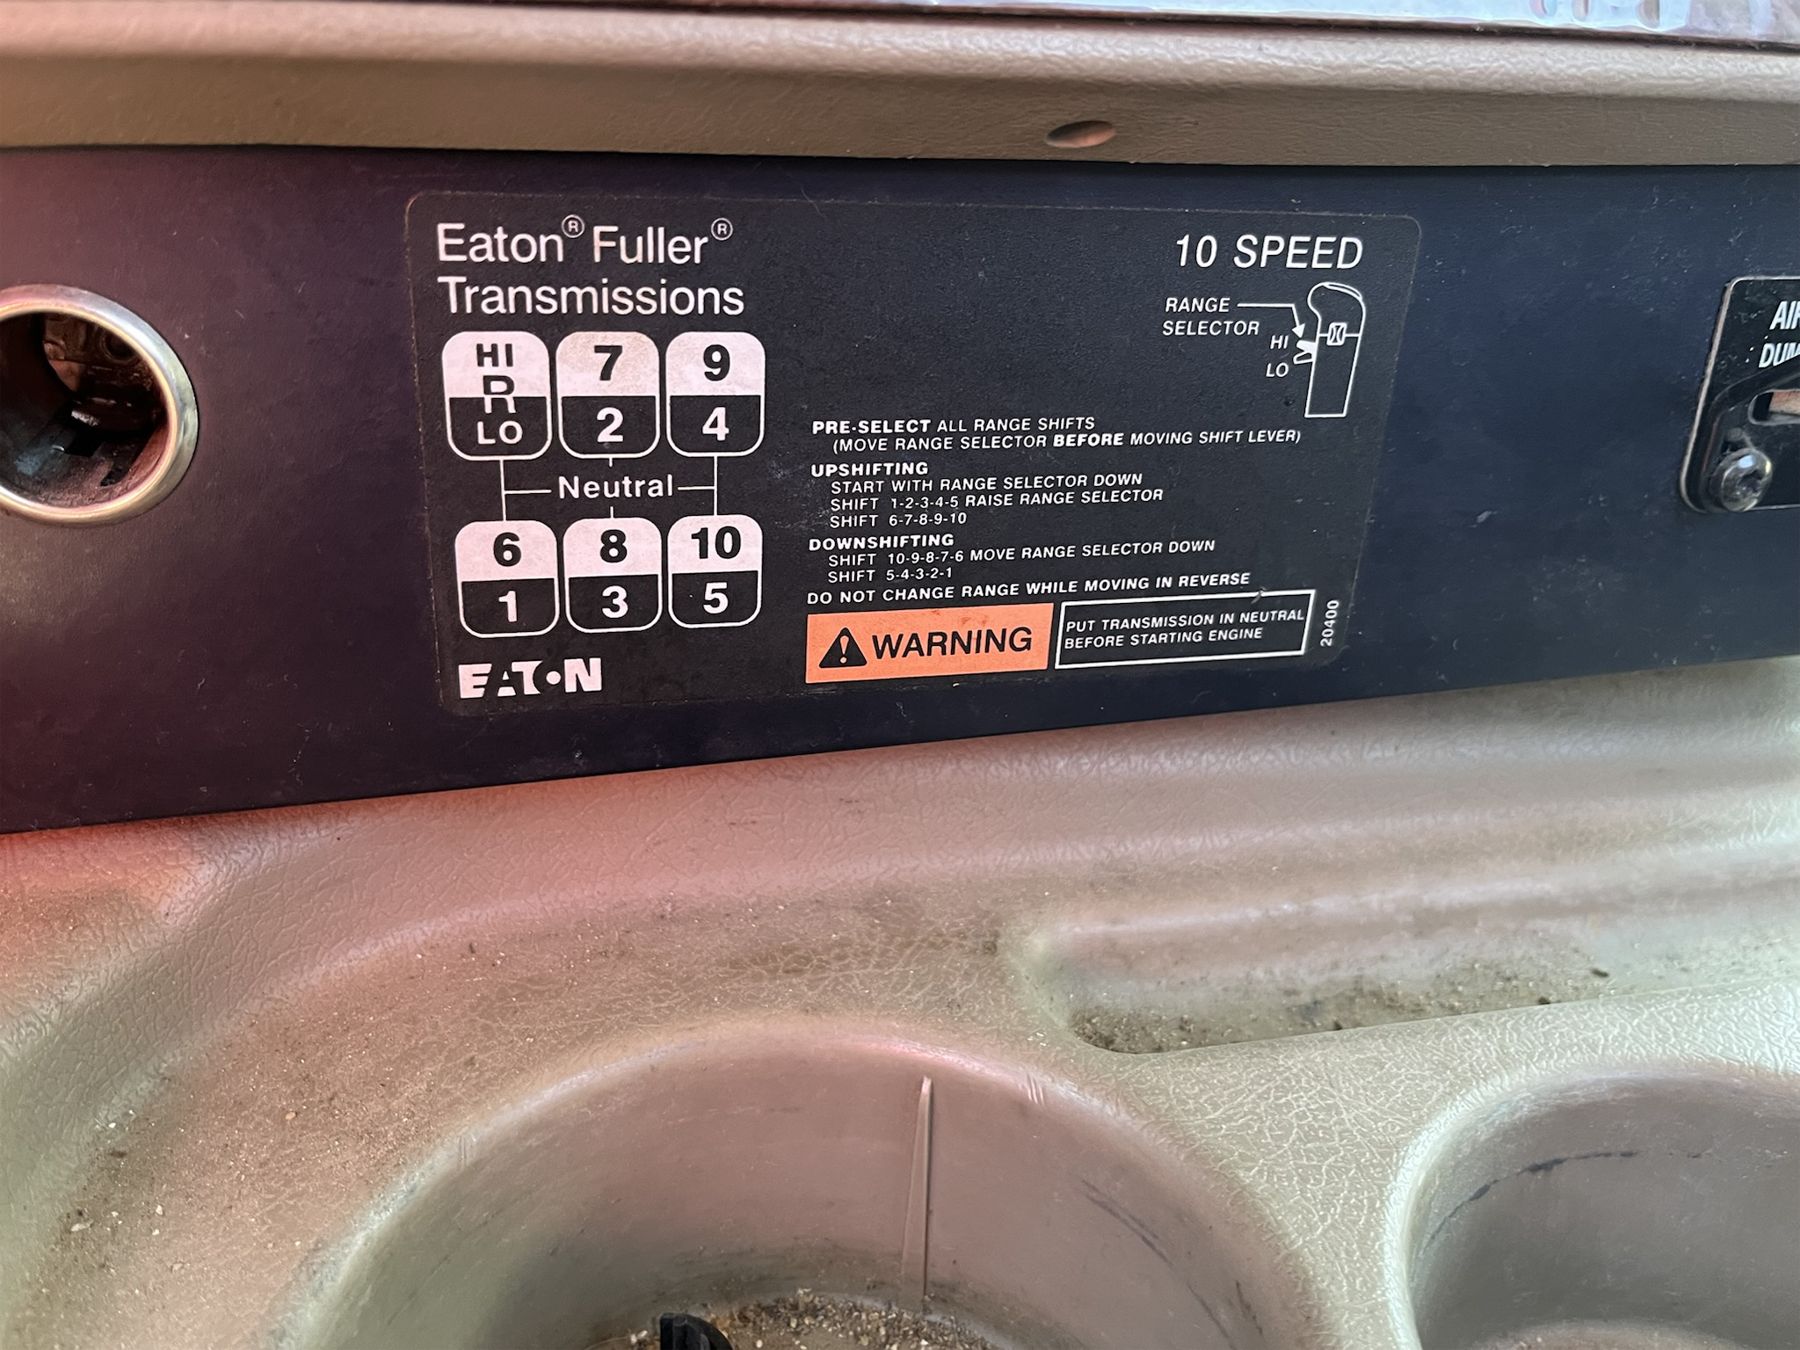 Eaton® Fuller®
Transmissions
10 SPEED
RANGE
SELECTOR
HI
LO
HI
R
LO
7
2
9
4
Neutral
6
1
8
3
10
5
EATON
PRE-SELECT ALL RANGE SHIFTS
(MOVE RANGE SELECTOR BEFORE MOVING SHIFT LEVER)
UPSHIFTING
START WITH RANGE SELECTOR DOWN
SHIFT 1-2-3-4-5 RAISE RANGE SELECTOR
SHIFT 6-7-8-9-10
DOWNSHIFTING
SHIFT 10-9-8-7-6 MOVE RANGE SELECTOR DOWN
SHIFT 5-4-3-2-1
DO NOT CHANGE RANGE WHILE MOVING IN REVERSE
WARNING
PUT TRANSMISSION IN NEUTRAL
BEFORE STARTING ENGINE
20400